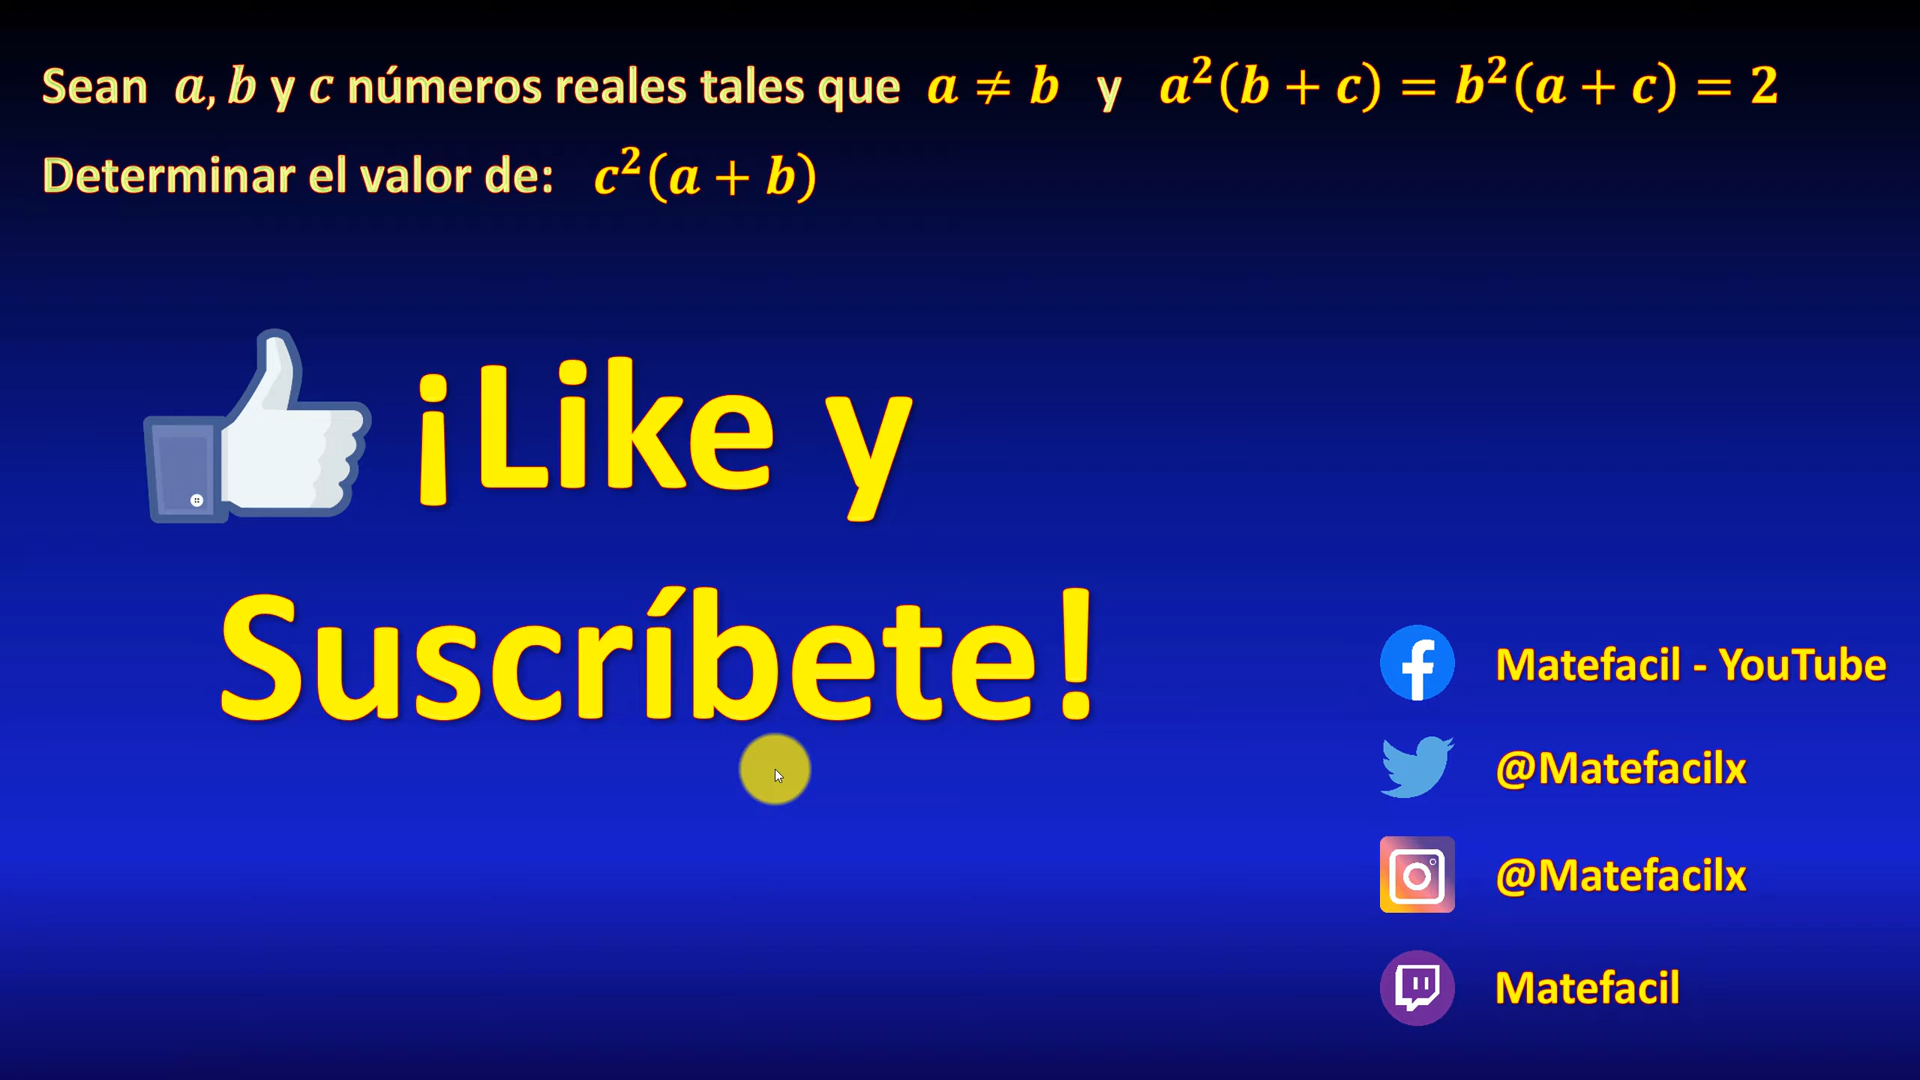 Sean a, b y c números reales tales que a ≠ b y a²(b + c) = b²(a + c) = 2
Determinar el valor de: c²(a + b)
¡Like y
Suscríbete!
Matefacil - YouTube
@Matefacilx
@Matefacilx
Matefacil